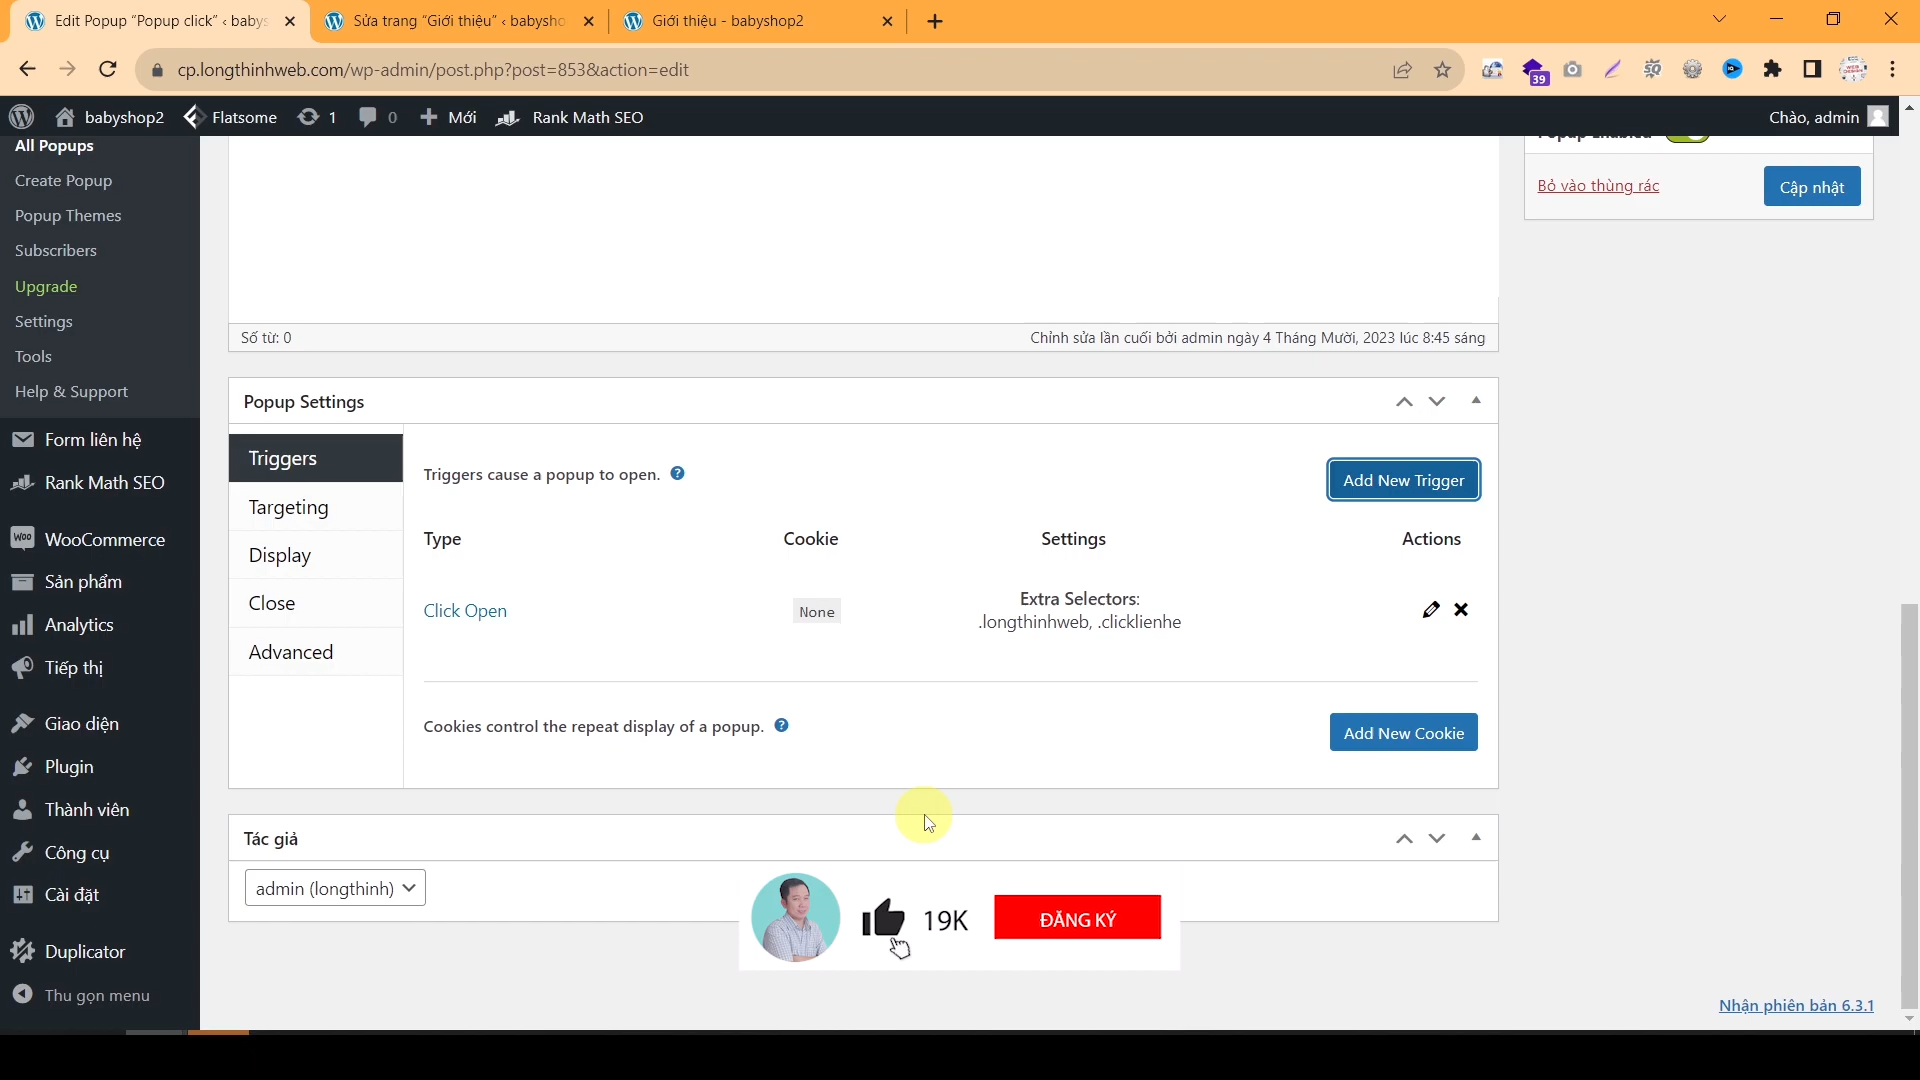 Edit Popup “Popup click” ‹ baby
Sửa trang “Giới thiệu” ‹ babysho
Giới thiệu - babyshop2
cp.longthinhweb.com/wp-admin/post.php?post=853&action=edit
39
babyshop2
Flatsome
1
0
Mới
Rank Math SEO
Chào, admin
All Popups
Create Popup
Popup Themes
Subscribers
Upgrade
Settings
Tools
Help & Support
Form liên hệ
Rank Math SEO
WooCommerce
Sản phẩm
Analytics
Tiếp thị
Giao diện
Plugin
Thành viên
Công cụ
Cài đặt
Duplicator
Thu gọn menu
Popup Enabled
Bỏ vào thùng rác
Cập nhật
Số từ: 0
Chỉnh sửa lần cuối bởi admin ngày 4 Tháng Mười, 2023 lúc 8:45 sáng
Popup Settings
Triggers
Targeting
Display
Close
Advanced
Triggers cause a popup to open.
Add New Trigger
Type
Cookie
Settings
Actions
Click Open
None
Extra Selectors:
.longthinhweb, .clicklienhe
Cookies control the repeat display of a popup.
Add New Cookie
Tác giả
admin (longthinh)
19K
ĐĂNG KÝ
Nhận phiên bản 6.3.1